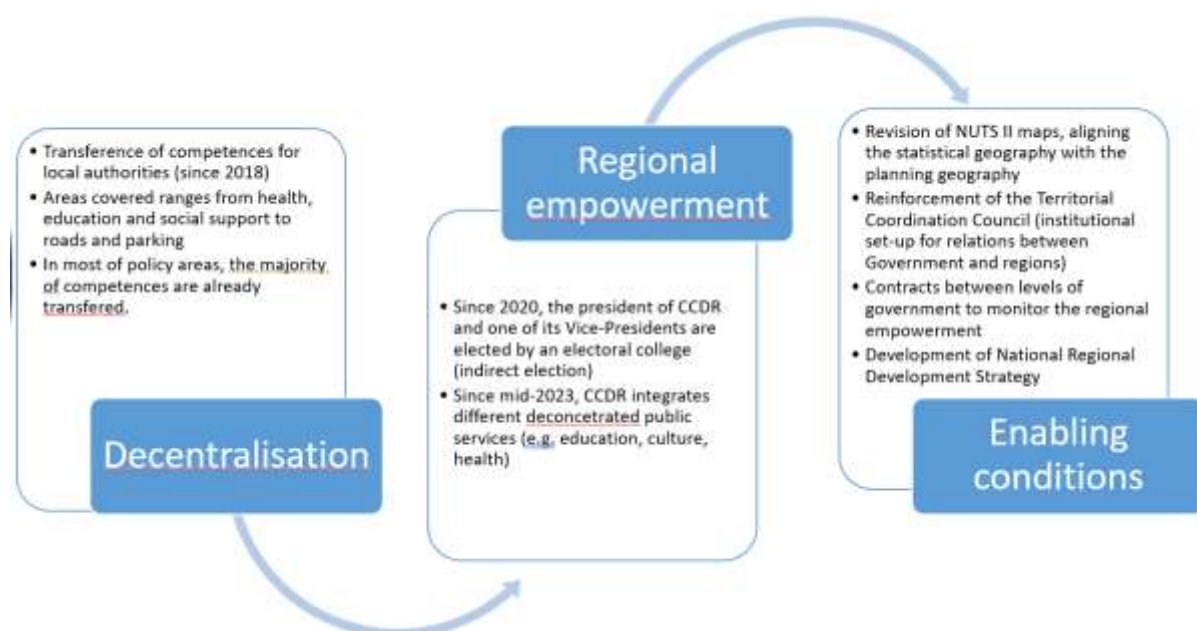 • Transference of competences for
local authorities (since 2018)
• Areas covered ranges from health,
education and social support to
roads and parking
• In most of policy areas, the majority
of competences are already
transfered.
Decentralisation
Regional
empowerment
• Since 2020, the president of CCDR
and one of its Vice-Presidents are
elected by an electoral college
(indirect election)
• Since mid-2023, CCDR integrates
different deconcetrated public
services (e.g. education, culture,
health)
• Revision of NUTS II maps, aligning
the statistical geography with the
planning geography
• Reinforcement of the Territorial
Coordination Council (institutional
set-up for relations between
Government and regions)
• Contracts between levels of
government to monitor the regional
empowerment
• Development of National Regional
Development Strategy
Enabling
conditions